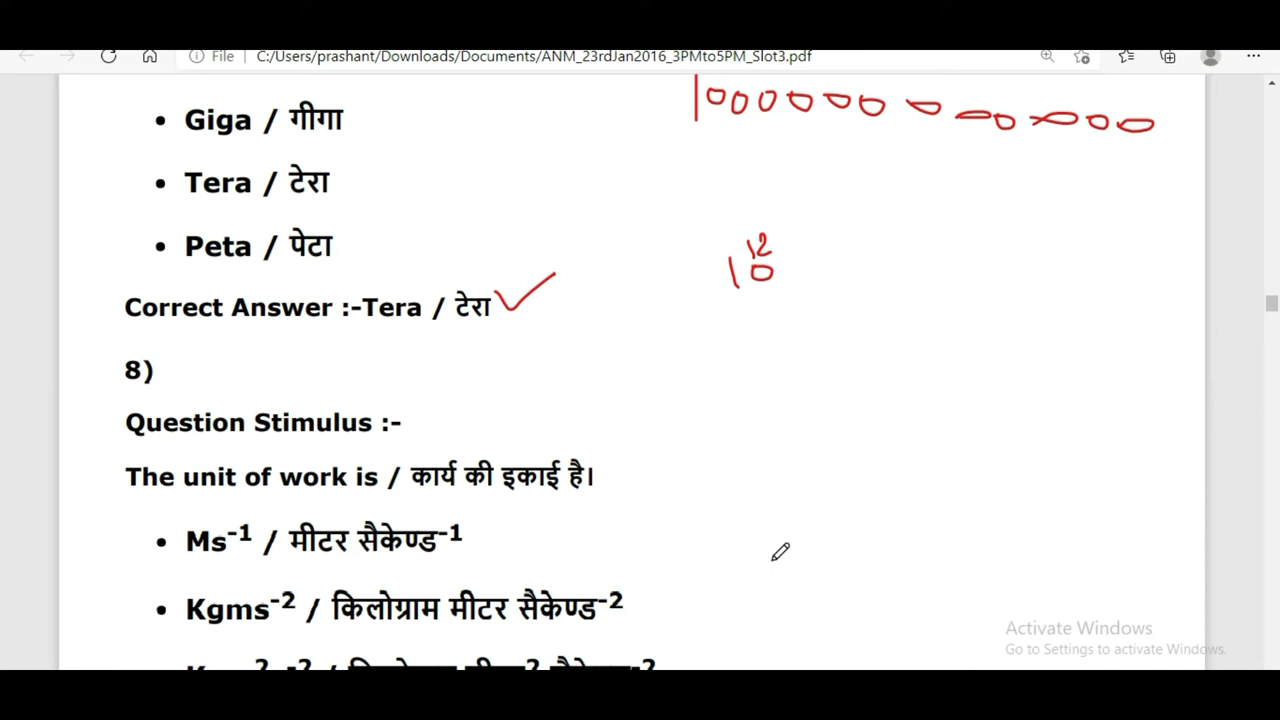 File C:/Users/prashant/Downloads/Documents/ANM_23rdJan2016_3PMto5PM_Slot3.pdf
1000000000000
• Giga / गीगा
• Tera / टेरा
• Peta / पेटा
10¹²
Correct Answer :-Tera / टेरा
8)
Question Stimulus :-
The unit of work is / कार्य की इकाई है।
• Ms⁻¹ / मीटर सैकेण्ड⁻¹
• Kgms⁻² / किलोग्राम मीटर सैकेण्ड⁻²
Activate Windows
Go to Settings to activate Windows.